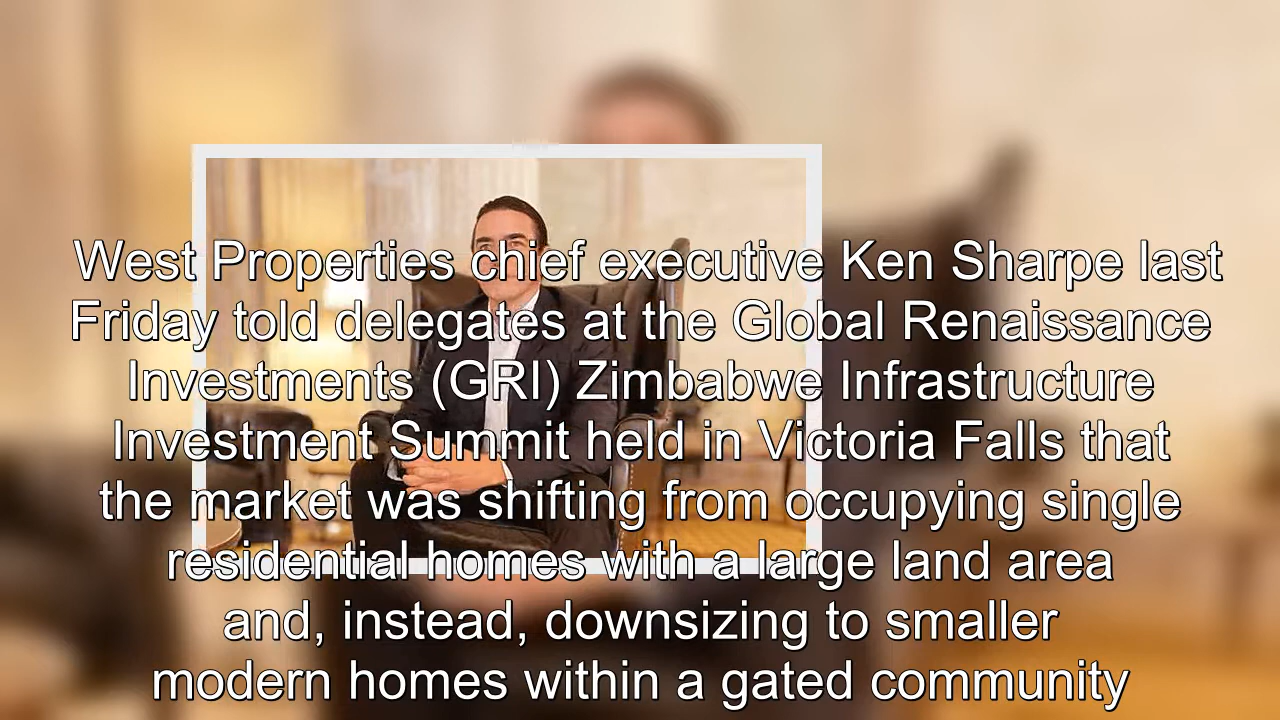 West Properties chief executive Ken Sharpe last
Friday told delegates at the Global Renaissance
Investments (GRI) Zimbabwe Infrastructure
Investment Summit held in Victoria Falls that
the market was shifting from occupying single
residential homes with a large land area
and, instead, downsizing to smaller
modern homes within a gated community